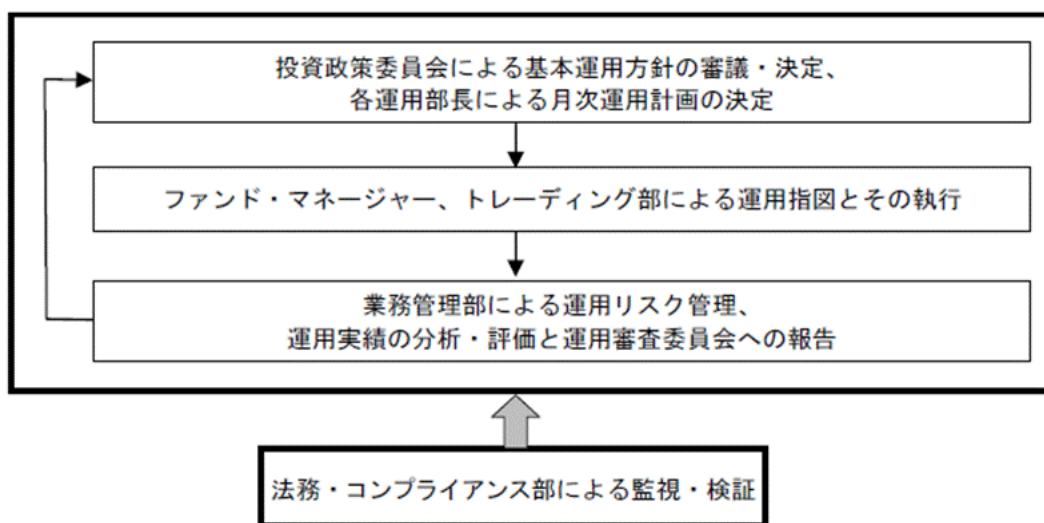 投資政策委員会による基本運用方針の審議・決定、
各運用部長による月次運用計画の決定
ファンド・マネージャー、トレーディング部による運用指図とその執行
業務管理部による運用リスク管理、
運用実績の分析・評価と運用審査委員会への報告
法務・コンプライアンス部による監視・検証